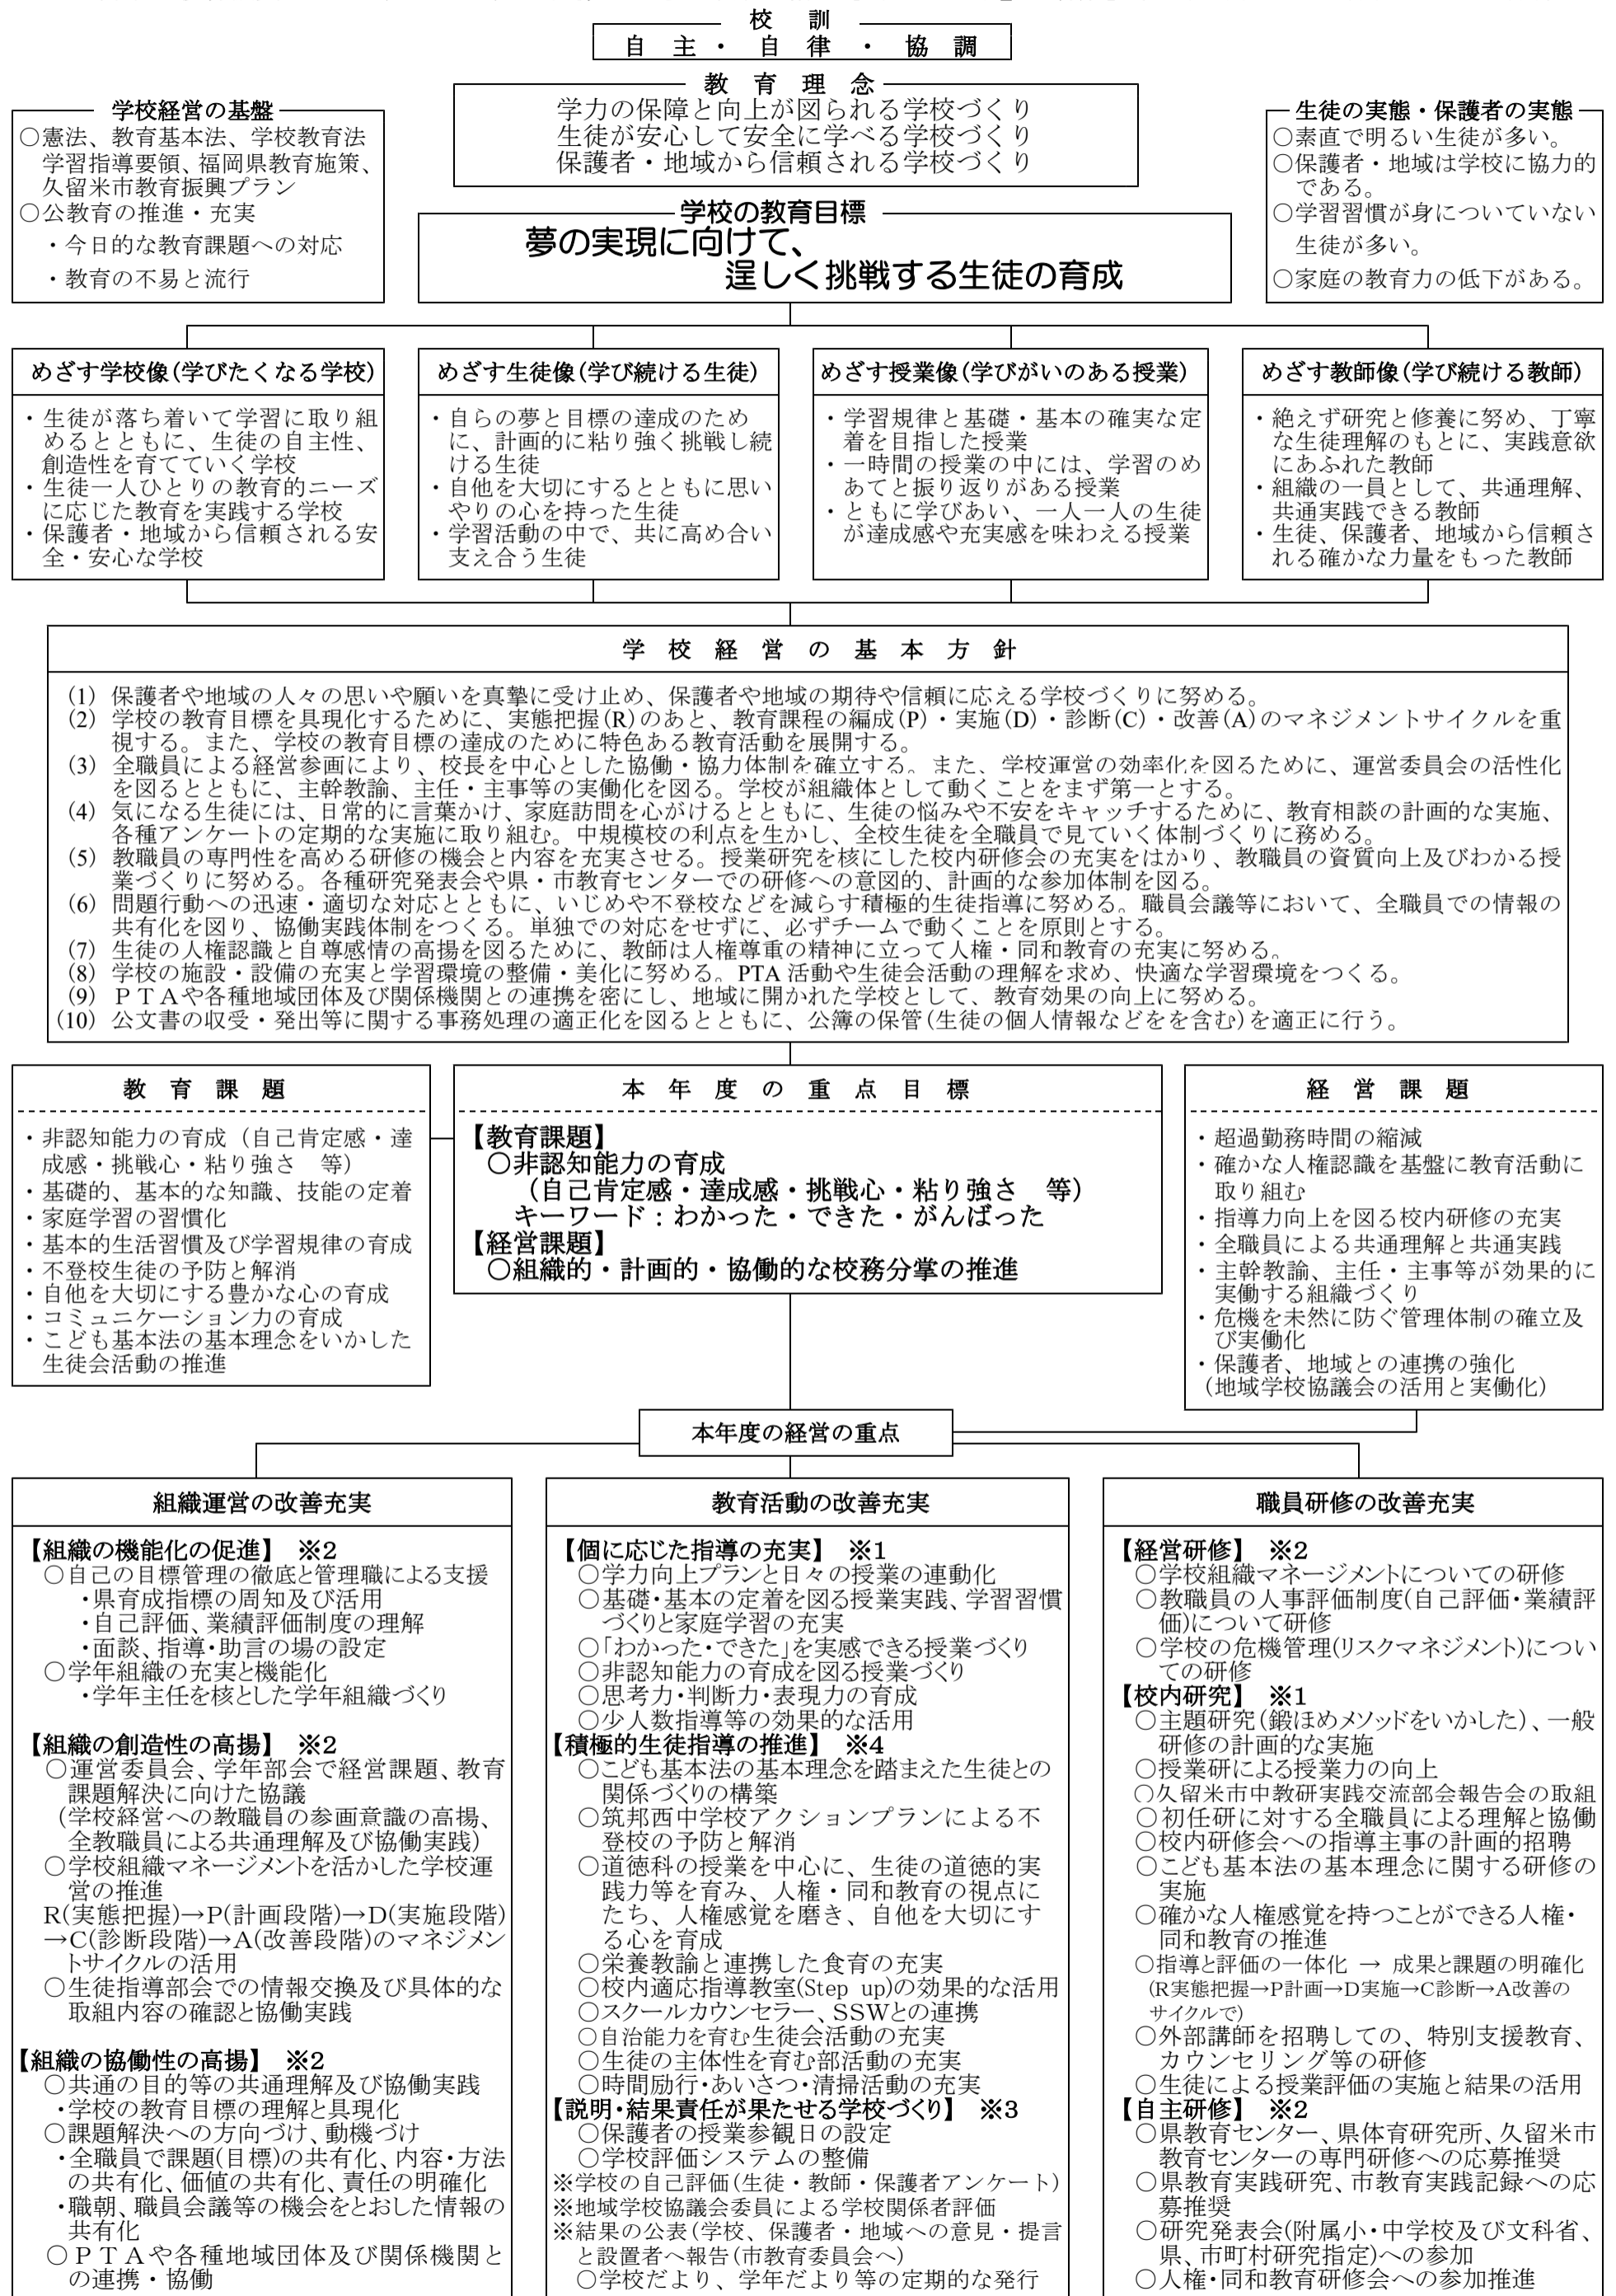 校　訓
自　主　・　自　律　・　協　調
教　育　理　念
学力の保障と向上が図られる学校づくり
生徒が安心して安全に学べる学校づくり
保護者・地域から信頼される学校づくり
学校経営の基盤
○憲法、教育基本法、学校教育法
学習指導要領、福岡県教育施策、
久留米市教育振興プラン
○公教育の推進・充実
・今日的な教育課題への対応
・教育の不易と流行
生徒の実態・保護者の実態
○素直で明るい生徒が多い。
○保護者・地域は学校に協力的
である。
○学習習慣が身についていない
生徒が多い。
○家庭の教育力の低下がある。
学校の教育目標
夢の実現に向けて、
逞しく挑戦する生徒の育成
めざす学校像(学びたくなる学校)
・生徒が落ち着いて学習に取り組
めるとともに、生徒の自主性、
創造性を育てていく学校
・生徒一人ひとりの教育的ニーズ
に応じた教育を実践する学校
・保護者・地域から信頼される安
全・安心な学校
めざす生徒像(学び続ける生徒)
・自らの夢と目標の達成のため
に、計画的に粘り強く挑戦し続
ける生徒
・自他を大切にするとともに思い
やりの心を持った生徒
・学習活動の中で、共に高め合い
支え合う生徒
めざす授業像(学びがいのある授業)
・学習規律と基礎・基本の確実な定
着を目指した授業
・一時間の授業の中には、学習のめ
あてと振り返りがある授業
・ともに学びあい、一人一人の生徒
が達成感や充実感を味わえる授業
めざす教師像(学び続ける教師)
・絶えず研究と修養に努め、丁寧
な生徒理解のもとに、実践意欲
にあふれた教師
・組織の一員として、共通理解、
共通実践できる教師
・生徒、保護者、地域から信頼さ
れる確かな力量をもった教師
学　校　経　営　の　基　本　方　針
(1) 保護者や地域の人々の思いや願いを真摯に受け止め、保護者や地域の期待や信頼に応える学校づくりに努める。
(2) 学校の教育目標を具現化するために、実態把握(R)のあと、教育課程の編成(P)・実施(D)・診断(C)・改善(A)のマネジメントサイクルを重
視する。また、学校の教育目標の達成のために特色ある教育活動を展開する。
(3) 全職員による経営参画により、校長を中心とした協働・協力体制を確立する。また、学校運営の効率化を図るために、運営委員会の活性化
を図るとともに、主幹教諭、主任・主事等の実働化を図る。学校が組織体として動くことをまず第一とする。
(4) 気になる生徒には、日常的に言葉かけ、家庭訪問を心がけるとともに、生徒の悩みや不安をキャッチするために、教育相談の計画的な実施、
各種アンケートの定期的な実施に取り組む。中規模校の利点を生かし、全校生徒を全職員で見ていく体制づくりに務める。
(5) 教職員の専門性を高める研修の機会と内容を充実させる。授業研究を核にした校内研修会の充実をはかり、教職員の資質向上及びわかる授
業づくりに努める。各種研究発表会や県・市教育センターでの研修への意図的、計画的な参加体制を図る。
(6) 問題行動への迅速・適切な対応とともに、いじめや不登校などを減らす積極的生徒指導に努める。職員会議等において、全職員での情報の
共有化を図り、協働実践体制をつくる。単独での対応をせずに、必ずチームで動くことを原則とする。
(7) 生徒の人権認識と自尊感情の高揚を図るために、教師は人権尊重の精神に立って人権・同和教育の充実に努める。
(8) 学校の施設・設備の充実と学習環境の整備・美化に努める。PTA 活動や生徒会活動の理解を求め、快適な学習環境をつくる。
(9) ＰＴＡや各種地域団体及び関係機関との連携を密にし、地域に開かれた学校として、教育効果の向上に努める。
(10) 公文書の収受・発出等に関する事務処理の適正化を図るとともに、公簿の保管(生徒の個人情報などをを含む)を適正に行う。
教　育　課　題
・非認知能力の育成（自己肯定感・達
成感・挑戦心・粘り強さ　等）
・基礎的、基本的な知識、技能の定着
・家庭学習の習慣化
・基本的生活習慣及び学習規律の育成
・不登校生徒の予防と解消
・自他を大切にする豊かな心の育成
・コミュニケーション力の育成
・こども基本法の基本理念をいかした
生徒会活動の推進
本　年　度　の　重　点　目　標
【教育課題】
○非認知能力の育成
（自己肯定感・達成感・挑戦心・粘り強さ　等）
キーワード：わかった・できた・がんばった
【経営課題】
○組織的・計画的・協働的な校務分掌の推進
経　営　課　題
・超過勤務時間の縮減
・確かな人権認識を基盤に教育活動に
取り組む
・指導力向上を図る校内研修の充実
・全職員による共通理解と共通実践
・主幹教諭、主任・主事等が効果的に
実働する組織づくり
・危機を未然に防ぐ管理体制の確立及
び実働化
・保護者、地域との連携の強化
（地域学校協議会の活用と実働化）
本年度の経営の重点
組織運営の改善充実
【組織の機能化の促進】　※2
○自己の目標管理の徹底と管理職による支援
・県育成指標の周知及び活用
・自己評価、業績評価制度の理解
・面談、指導・助言の場の設定
○学年組織の充実と機能化
・学年主任を核とした学年組織づくり
【組織の創造性の高揚】　※2
○運営委員会、学年部会で経営課題、教育
課題解決に向けた協議
（学校経営への教職員の参画意識の高揚、
全教職員による共通理解及び協働実践）
○学校組織マネージメントを活かした学校運
営の推進
R(実態把握)→P(計画段階)→D(実施段階)
→C(診断段階)→A(改善段階)のマネジメン
トサイクルの活用
○生徒指導部会での情報交換及び具体的な
取組内容の確認と協働実践
【組織の協働性の高揚】　※2
○共通の目的等の共通理解及び協働実践
・学校の教育目標の理解と具現化
○課題解決への方向づけ、動機づけ
・全職員で課題(目標)の共有化、内容・方法
の共有化、価値の共有化、責任の明確化
・職朝、職員会議等の機会をとおした情報の
共有化
○ＰＴＡや各種地域団体及び関係機関と
の連携・協働
教育活動の改善充実
【個に応じた指導の充実】　※1
○学力向上プランと日々の授業の連動化
○基礎・基本の定着を図る授業実践、学習習慣
づくりと家庭学習の充実
○「わかった・できた」を実感できる授業づくり
○非認知能力の育成を図る授業づくり
○思考力・判断力・表現力の育成
○少人数指導等の効果的な活用
【積極的生徒指導の推進】　※4
○こども基本法の基本理念を踏まえた生徒との
関係づくりの構築
○筑邦西中学校アクションプランによる不
登校の予防と解消
○道徳科の授業を中心に、生徒の道徳的実
践力等を育み、人権・同和教育の視点に
たち、人権感覚を磨き、自他を大切にす
る心を育成
○栄養教諭と連携した食育の充実
○校内適応指導教室(Step up)の効果的な活用
○スクールカウンセラー、SSWとの連携
○自治能力を育む生徒会活動の充実
○生徒の主体性を育む部活動の充実
○時間励行・あいさつ・清掃活動の充実
【説明・結果責任が果たせる学校づくり】　※3
○保護者の授業参観日の設定
○学校評価システムの整備
※学校の自己評価(生徒・教師・保護者アンケート)
※地域学校協議会委員による学校関係者評価
※結果の公表(学校、保護者・地域への意見・提言
と設置者へ報告(市教育委員会へ)
○学校だより、学年だより等の定期的な発行
職員研修の改善充実
【経営研修】　※2
○学校組織マネージメントについての研修
○教職員の人事評価制度(自己評価・業績評
価)について研修
○学校の危機管理(リスクマネジメント)につい
ての研修
【校内研究】　※1
○主題研究(鍛ほめメソッドをいかした)、一般
研修の計画的な実施
○授業研による授業力の向上
○久留米市中教研実践交流部会報告会の取組
○初任研に対する全職員による理解と協働
○校内研修会への指導主事の計画的招聘
○こども基本法の基本理念に関する研修の
実施
○確かな人権感覚を持つことができる人権・
同和教育の推進
○指導と評価の一体化 → 成果と課題の明確化
(R実態把握→P計画→D実施→C診断→A改善の
サイクルで)
○外部講師を招聘しての、特別支援教育、
カウンセリング等の研修
○生徒による授業評価の実施と結果の活用
【自主研修】　※2
○県教育センター、県体育研究所、久留米市
教育センターの専門研修への応募推奨
○県教育実践研究、市教育実践記録への応
募推奨
○研究発表会(附属小・中学校及び文科省、
県、市町村研究指定)への参加
○人権・同和教育研修会への参加推進